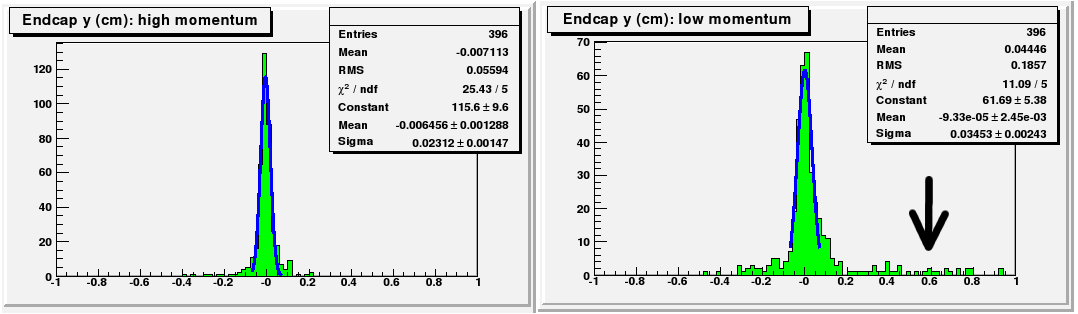 Endcap y (cm): high momentum
Entries 396
Mean -0.007113
RMS 0.05594
χ² / ndf 25.43 / 5
Constant 115.6 ± 9.6
Mean -0.006456 ± 0.001288
Sigma 0.02312 ± 0.00147
120
100
80
60
40
20
0
-1 -0.8 -0.6 -0.4 -0.2 -0 0.2 0.4 0.6 0.8 1
Endcap y (cm): low momentum
Entries 396
Mean 0.04446
RMS 0.1857
χ² / ndf 11.09 / 5
Constant 61.69 ± 5.38
Mean -9.33e-05 ± 2.45e-03
Sigma 0.03453 ± 0.00243
70
60
50
40
30
20
10
0
-1 -0.8 -0.6 -0.4 -0.2 -0 0.2 0.4 0.6 0.8 1